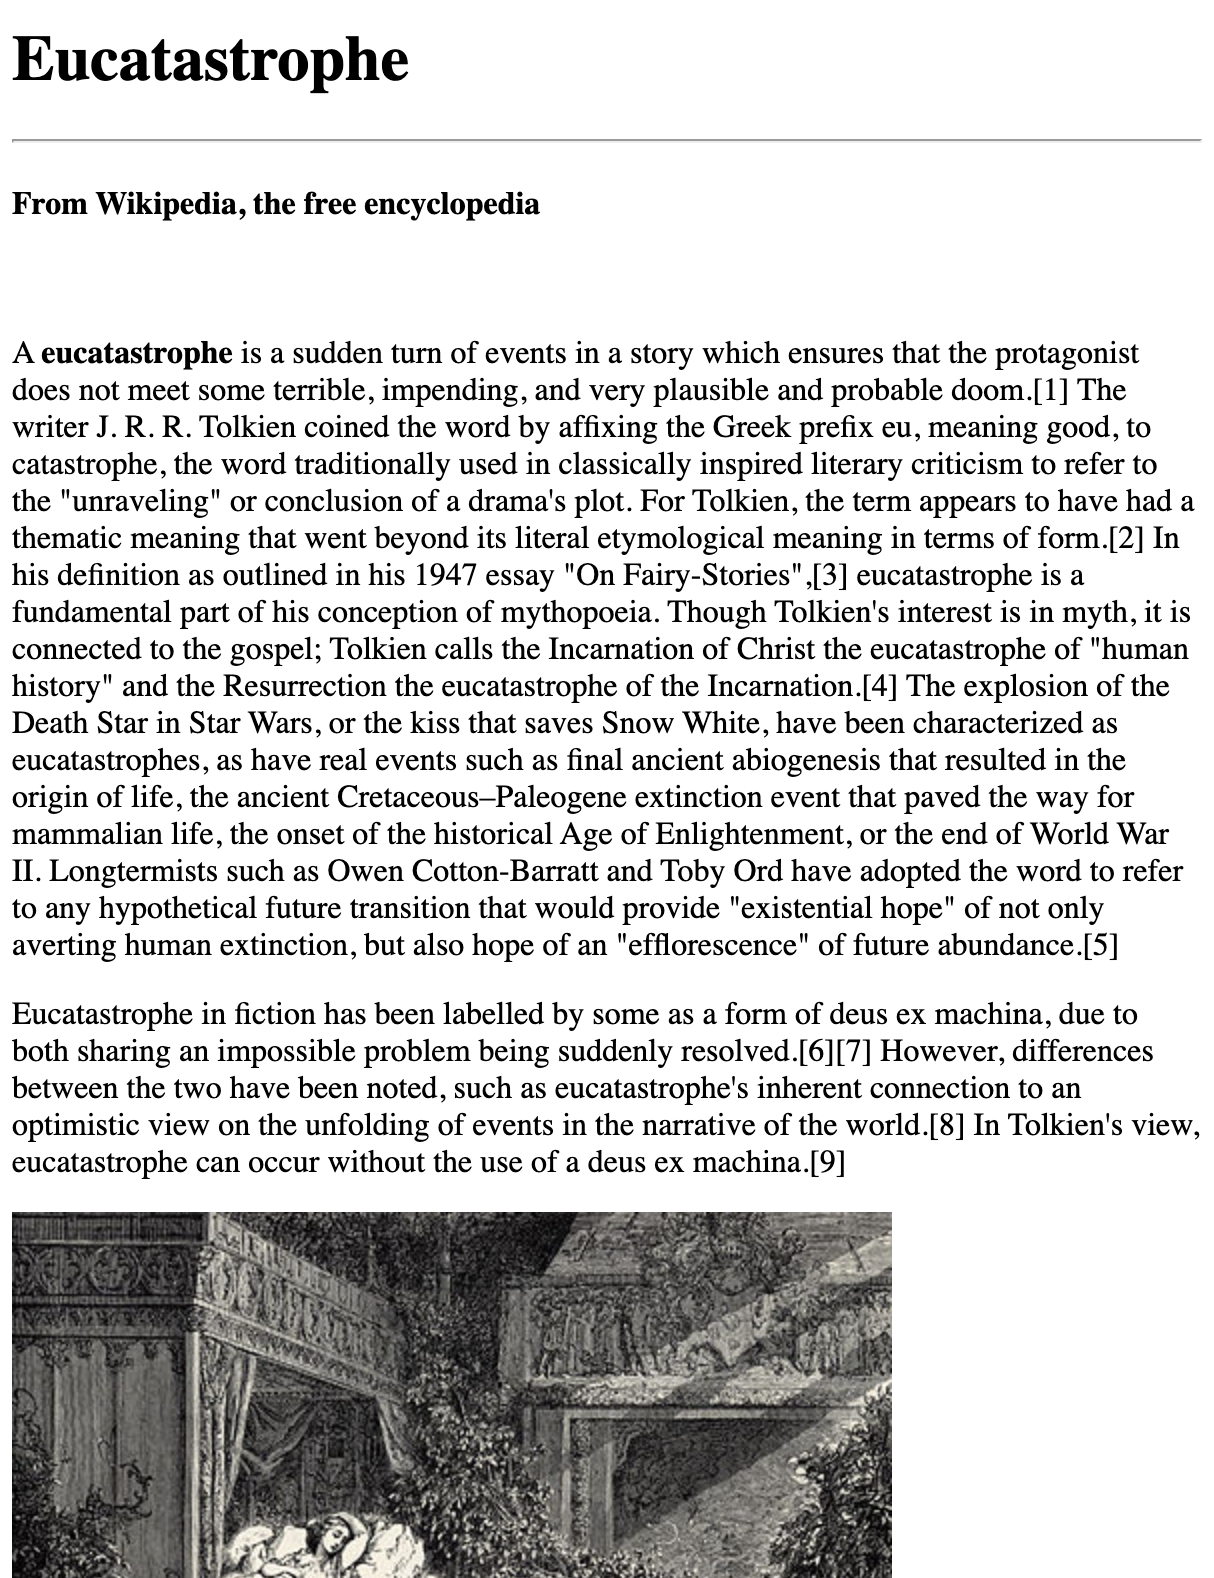 Eucatastrophe
From Wikipedia, the free encyclopedia
A eucatastrophe is a sudden turn of events in a story which ensures that the protagonist
does not meet some terrible, impending, and very plausible and probable doom.[1] The
writer J. R. R. Tolkien coined the word by affixing the Greek prefix eu, meaning good, to
catastrophe, the word traditionally used in classically inspired literary criticism to refer to
the "unraveling" or conclusion of a drama's plot. For Tolkien, the term appears to have had a
thematic meaning that went beyond its literal etymological meaning in terms of form.[2] In
his definition as outlined in his 1947 essay "On Fairy-Stories",[3] eucatastrophe is a
fundamental part of his conception of mythopoeia. Though Tolkien's interest is in myth, it is
connected to the gospel; Tolkien calls the Incarnation of Christ the eucatastrophe of "human
history" and the Resurrection the eucatastrophe of the Incarnation.[4] The explosion of the
Death Star in Star Wars, or the kiss that saves Snow White, have been characterized as
eucatastrophes, as have real events such as final ancient abiogenesis that resulted in the
origin of life, the ancient Cretaceous–Paleogene extinction event that paved the way for
mammalian life, the onset of the historical Age of Enlightenment, or the end of World War
II. Longtermists such as Owen Cotton-Barratt and Toby Ord have adopted the word to refer
to any hypothetical future transition that would provide "existential hope" of not only
averting human extinction, but also hope of an "efflorescence" of future abundance.[5]
Eucatastrophe in fiction has been labelled by some as a form of deus ex machina, due to
both sharing an impossible problem being suddenly resolved.[6][7] However, differences
between the two have been noted, such as eucatastrophe's inherent connection to an
optimistic view on the unfolding of events in the narrative of the world.[8] In Tolkien's view,
eucatastrophe can occur without the use of a deus ex machina.[9]